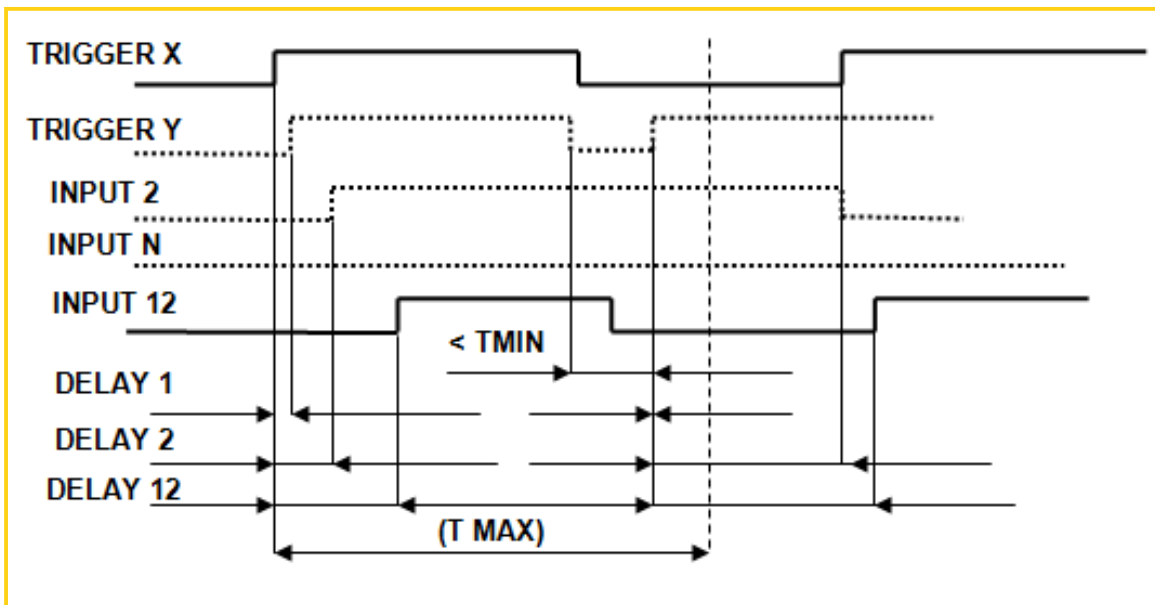 TRIGGER X
TRIGGER Y
INPUT 2
INPUT N
INPUT 12
< TMIN
DELAY 1
DELAY 2
DELAY 12
(T MAX)